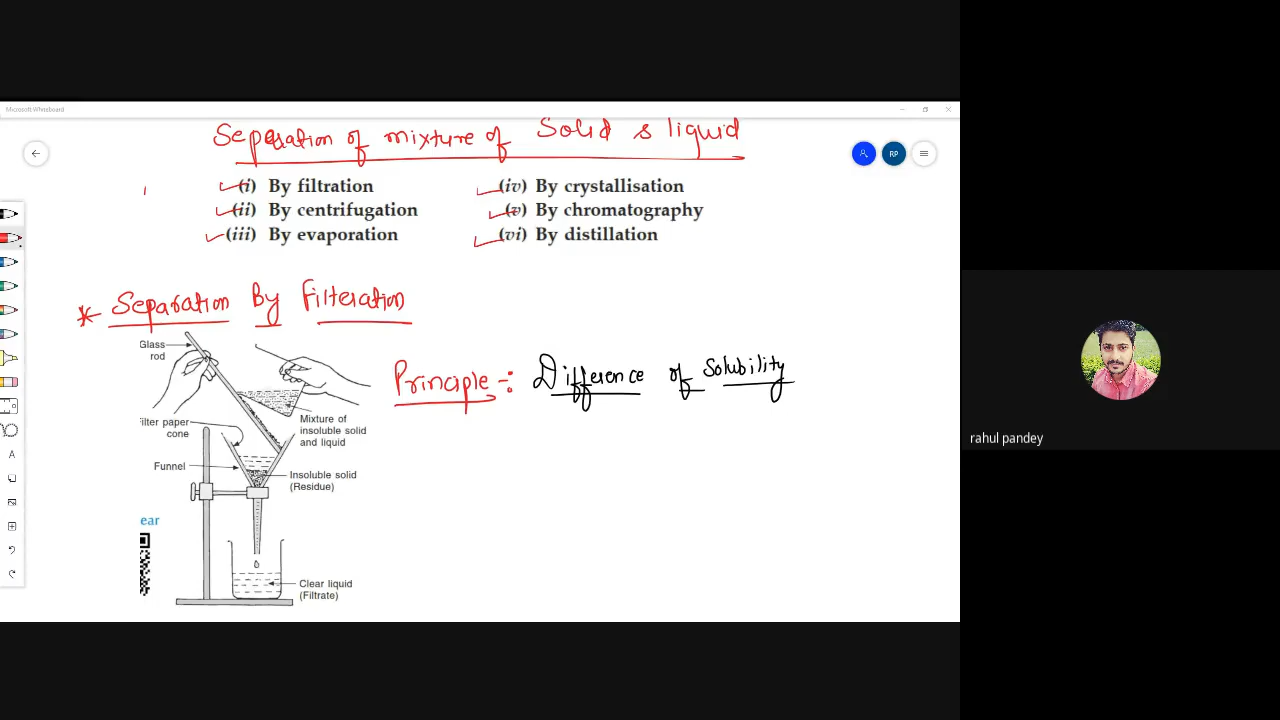 Microsoft Whiteboard
Separation of mixture of Solid & liquid
RP
(i) By filtration
(iv) By crystallisation
(ii) By centrifugation
(v) By chromatography
(iii) By evaporation
(vi) By distillation
* Separation By Filteration
Glass
rod
Principle -:
Difference of Solubility
Mixture of
insoluble solid
and liquid
ilter paper
cone
Funnel
Insoluble solid
(Residue)
ear
Clear liquid
(Filtrate)
A
rahul pandey